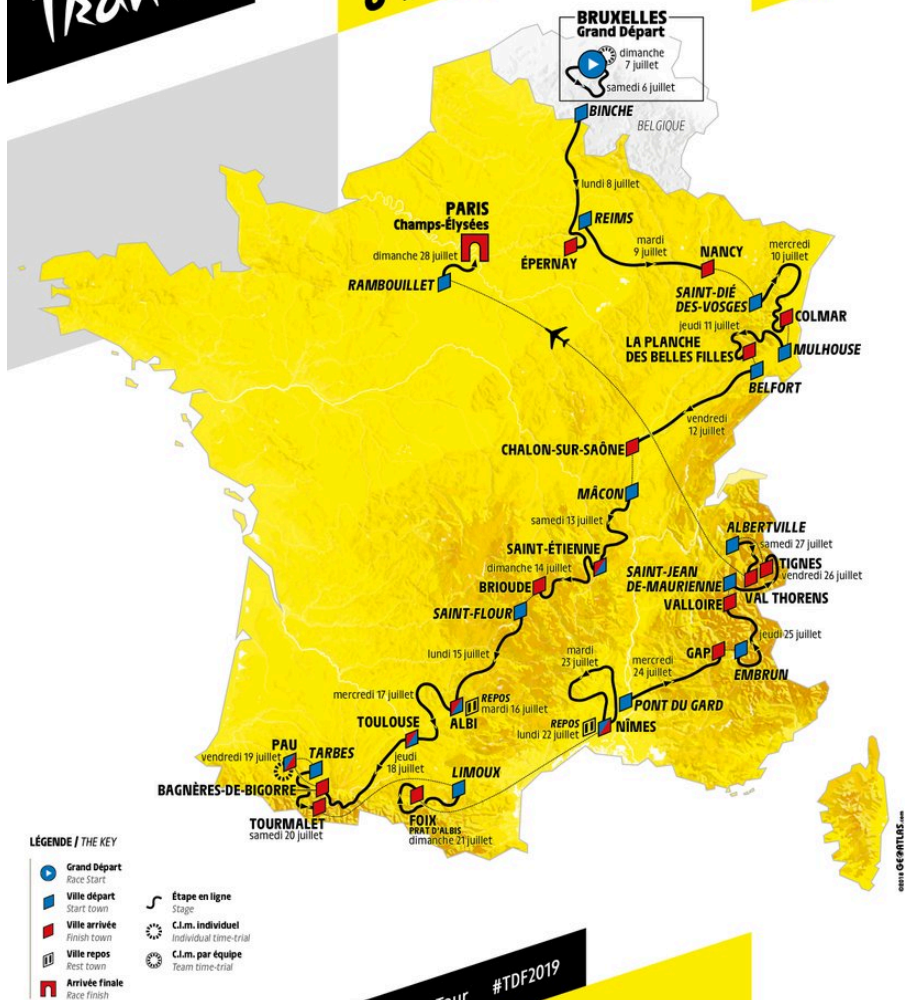 BRUXELLES
Grand Départ
dimanche
7 juillet
samedi 6 juillet
BINCHE
BELGIQUE
lundi 8 juillet
REIMS
PARIS
Champs-Élysées
dimanche 28 juillet
ÉPERNAY
mardi
9 juillet
NANCY
mercredi
10 juillet
RAMBOUILLET
SAINT-DIÉ
DES-VOSGES
COLMAR
jeudi 11 juillet
LA PLANCHE
DES BELLES FILLES
MULHOUSE
BELFORT
vendredi
12 juillet
CHALON-SUR-SAÔNE
MÂCON
samedi 13 juillet
ALBERTVILLE
samedi 27 juillet
SAINT-ÉTIENNE
dimanche 14 juillet
TIGNES
vendredi 26 juillet
SAINT-JEAN
DE-MAURIENNE
BRIOUDE
VAL THORENS
VALLOIRE
SAINT-FLOUR
jeudi 25 juillet
lundi 15 juillet
mardi
23 juillet
mercredi
24 juillet
GAP
EMBRUN
mercredi 17 juillet
REPOS
mardi 16 juillet
ALBI
PONT DU GARD
TOULOUSE
REPOS
lundi 22 juillet
NÎMES
jeudi
18 juillet
PAU
vendredi 19 juillet
TARBES
LIMOUX
BAGNÈRES-DE-BIGORRE
TOURMALET
samedi 20 juillet
FOIX
PRAT D'ALBIS
dimanche 21 juillet
LÉGENDE / THE KEY
Grand Départ
Race Start
Ville départ
Start town
Ville arrivée
Finish town
Ville repos
Rest town
Arrivée finale
Race finish
Étape en ligne
Stage
C.l.m. individuel
Individual time-trial
C.l.m. par équipe
Team time-trial
©2018 GEOATLAS.com
#TDF2019